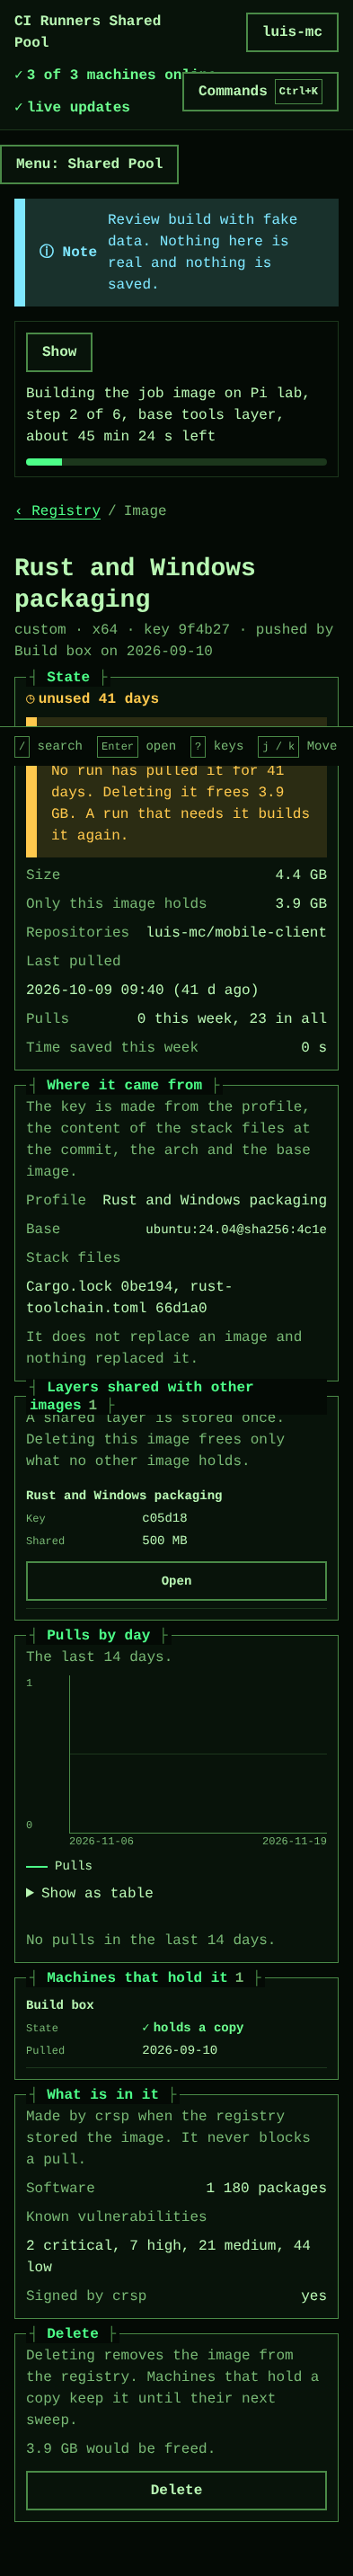 CI Runners Shared
Pool
luis-mc
✓ 3 of 3 machines
Commands Ctrl+K
✓ live updates
Menu: Shared Pool
ⓘ Note
Review build with fake
data. Nothing here is
real and nothing is
saved.
Show
Building the job image on Pi lab,
step 2 of 6, base tools layer,
about 45 min 24 s left
‹ Registry / Image
Rust and Windows
packaging
custom · x64 · key 9f4b27 · pushed by
Build box on 2026-09-10
State
◷ unused 41 days
/ search Enter open ? keys j / k Move
No run has pulled it for 41
days. Deleting it frees 3.9
GB. A run that needs it builds
it again.
Size 4.4 GB
Only this image holds 3.9 GB
Repositories luis-mc/mobile-client
Last pulled
2026-10-09 09:40 (41 d ago)
Pulls 0 this week, 23 in all
Time saved this week 0 s
Where it came from
The key is made from the profile,
the content of the stack files at
the commit, the arch and the base
image.
Profile Rust and Windows packaging
Base ubuntu:24.04@sha256:4c1e
Stack files
Cargo.lock 0be194, rust-
toolchain.toml 66d1a0
It does not replace an image and
nothing replaced it.
Layers shared with other
images 1
A shared layer is stored once.
Deleting this image frees only
what no other image holds.
Rust and Windows packaging
Key c05d18
Shared 500 MB
Open
Pulls by day
The last 14 days.
1
0
2026-11-06 2026-11-19
Pulls
▶ Show as table
No pulls in the last 14 days.
Machines that hold it 1
Build box
State ✓ holds a copy
Pulled 2026-09-10
What is in it
Made by crsp when the registry
stored the image. It never blocks
a pull.
Software 1 180 packages
Known vulnerabilities
2 critical, 7 high, 21 medium, 44
low
Signed by crsp yes
Delete
Deleting removes the image from
the registry. Machines that hold a
copy keep it until their next
sweep.
3.9 GB would be freed.
Delete